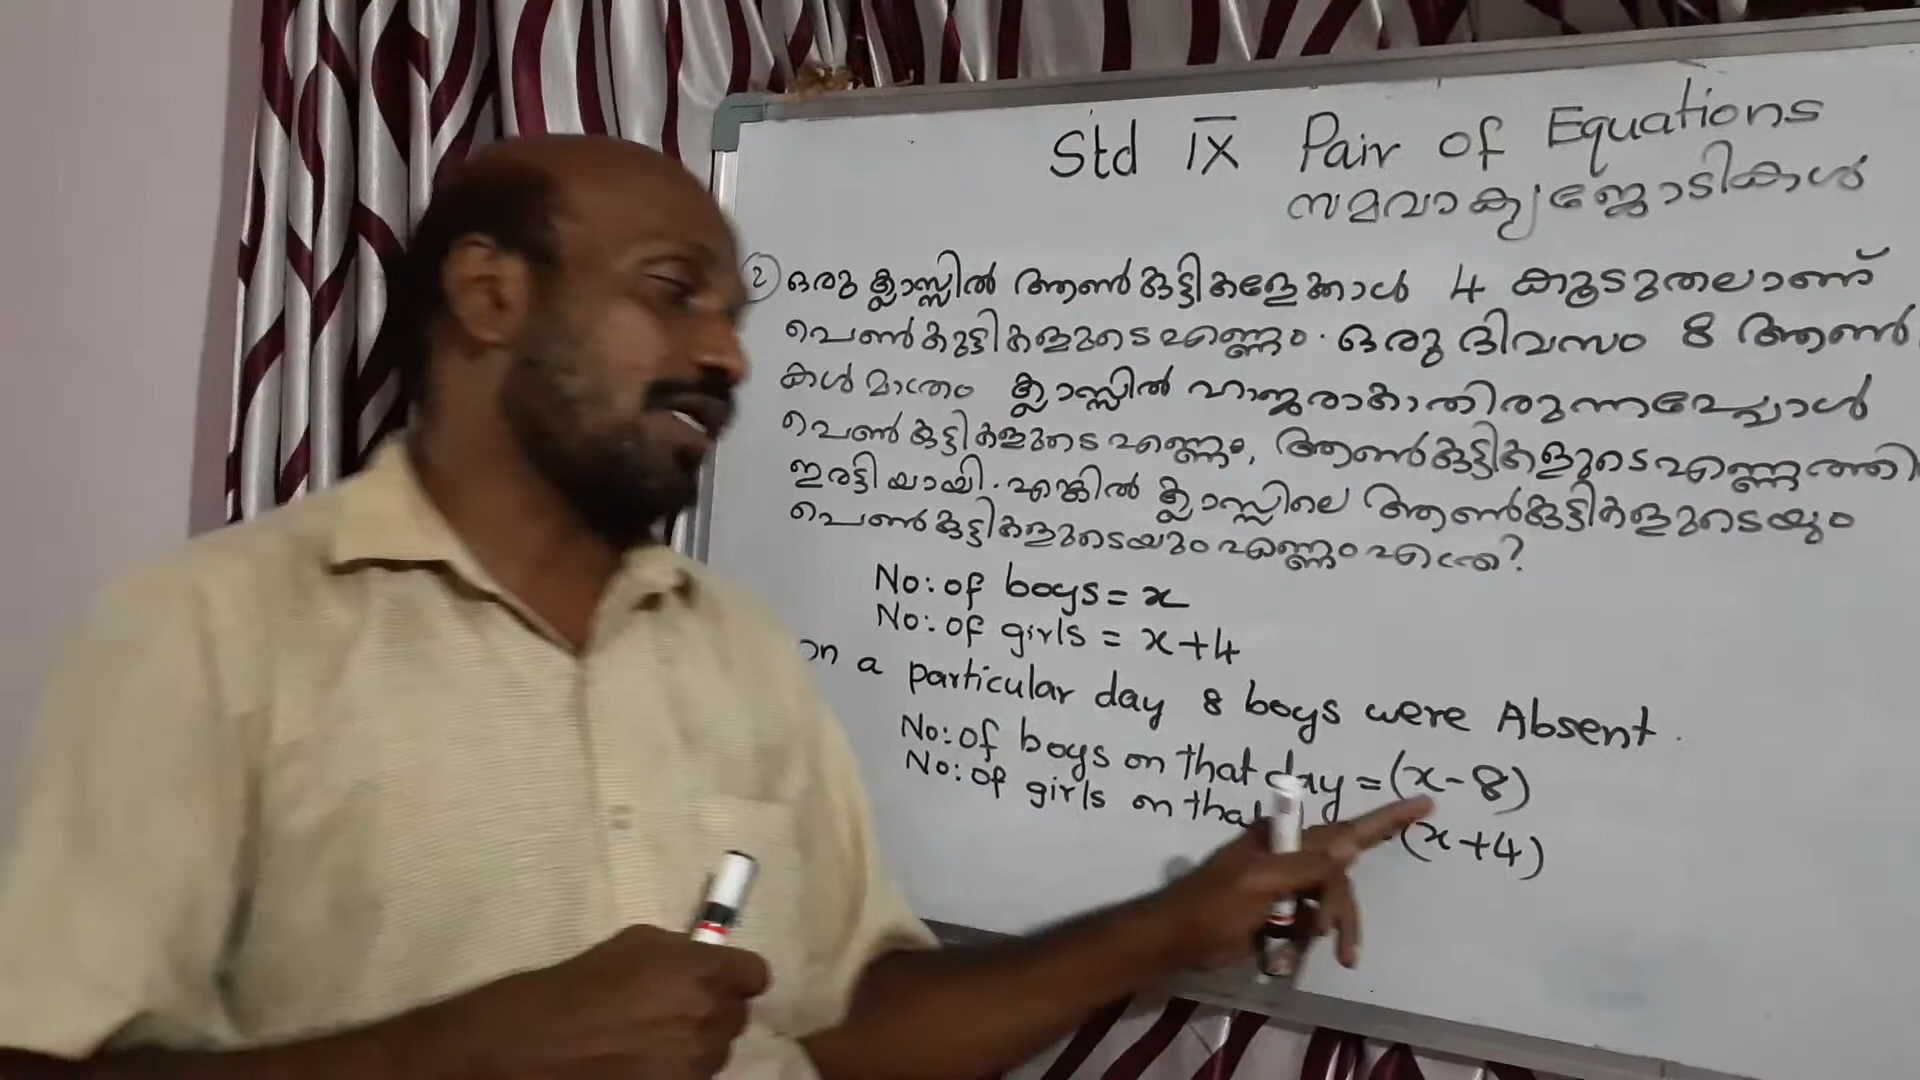 Std IX Pair of Equations
സമവാക്യജോടികൾ
2 ഒരു ക്ലാസ്സിൽ ആൺകുട്ടികളേക്കാൾ 4 കൂടുതലാണ്
പെൺകുട്ടികളുടെ എണ്ണം. ഒരു ദിവസം 8 ആൺ
കൾ മാത്രം ക്ലാസ്സിൽ ഹാജരാകാതിരുന്നപ്പോൾ
പെൺകുട്ടികളുടെ എണ്ണം, ആൺകുട്ടികളുടെ എണ്ണത്തി
ഇരട്ടിയായി. എങ്കിൽ ക്ലാസ്സിലെ ആൺകുട്ടികളുടെയും
പെൺകുട്ടികളുടെയും എണ്ണം എത്ര?
No: of boys = x
No: of girls = x+4
on a particular day 8 boys were Absent.
No: of boys on that day = (x-8)
No: of girls on tha (x+4)